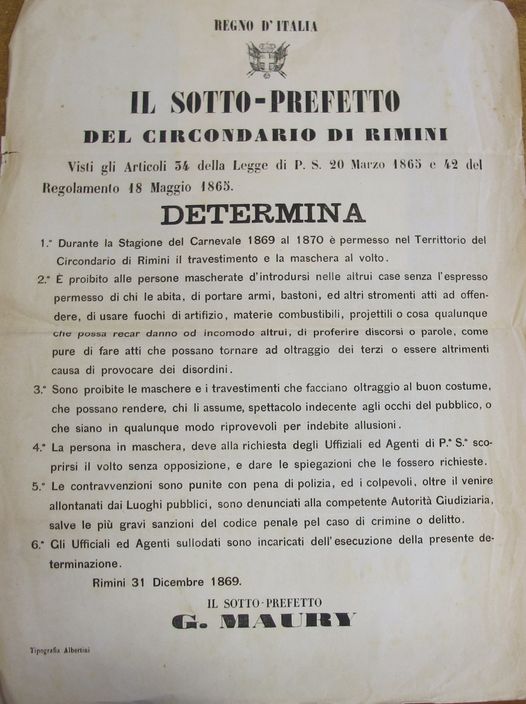 REGNO D'ITALIA
IL SOTTO-PREFETTO
DEL CIRCONDARIO DI RIMINI
Visti gli Articoli 34 della Legge di P. S. 20 Marzo 1865 e 42 del
Regolamento 18 Maggio 1865.
DETERMINA
1.° Durante la Stagione del Carnevale 1869 al 1870 è permesso nel Territtorio del
Circondario di Rimini il travestimento e la maschera al volto.
2.° È proibito alle persone mascherate d'introdursi nelle altrui case senza l'espresso
permesso di chi le abita, di portare armi, bastoni, ed altri stromenti atti ad offen-
dere, di usare fuochi di artifizio, materie combustibili, projettili o cosa qualunque
che possa recar danno od incomodo altrui, di proferire discorsi o parole, come
pure di fare atti che possano tornare ad oltraggio dei terzi o essere altrimenti
causa di provocare dei disordini.
3.° Sono proibite le maschere e i travestimenti che facciano oltraggio al buon costume,
che possano rendere, chi li assume, spettacolo indecente agli occhi del pubblico, o
che siano in qualunque modo riprovevoli per indebite allusioni.
4.° La persona in maschera, deve alla richiesta degli Uffiziali ed Agenti di P.ª S.ª sco-
prirsi il volto senza opposizione, e dare le spiegazioni che le fossero richieste.
5.° Le contravvenzioni sono punite con pena di polizia, ed i colpevoli, oltre il venire
allontanati dai Luoghi pubblici, sono denunciati alla competente Autorità Giudiziaria,
salve le più gravi sanzioni del codice penale pel caso di crimine o delitto.
6.° Gli Ufficiali ed Agenti sullodati sono incaricati dell'esecuzione della presente de-
terminazione.
Rimini 31 Dicembre 1869.
IL SOTTO-PREFETTO
G. MAURY
Tipografia Albertini